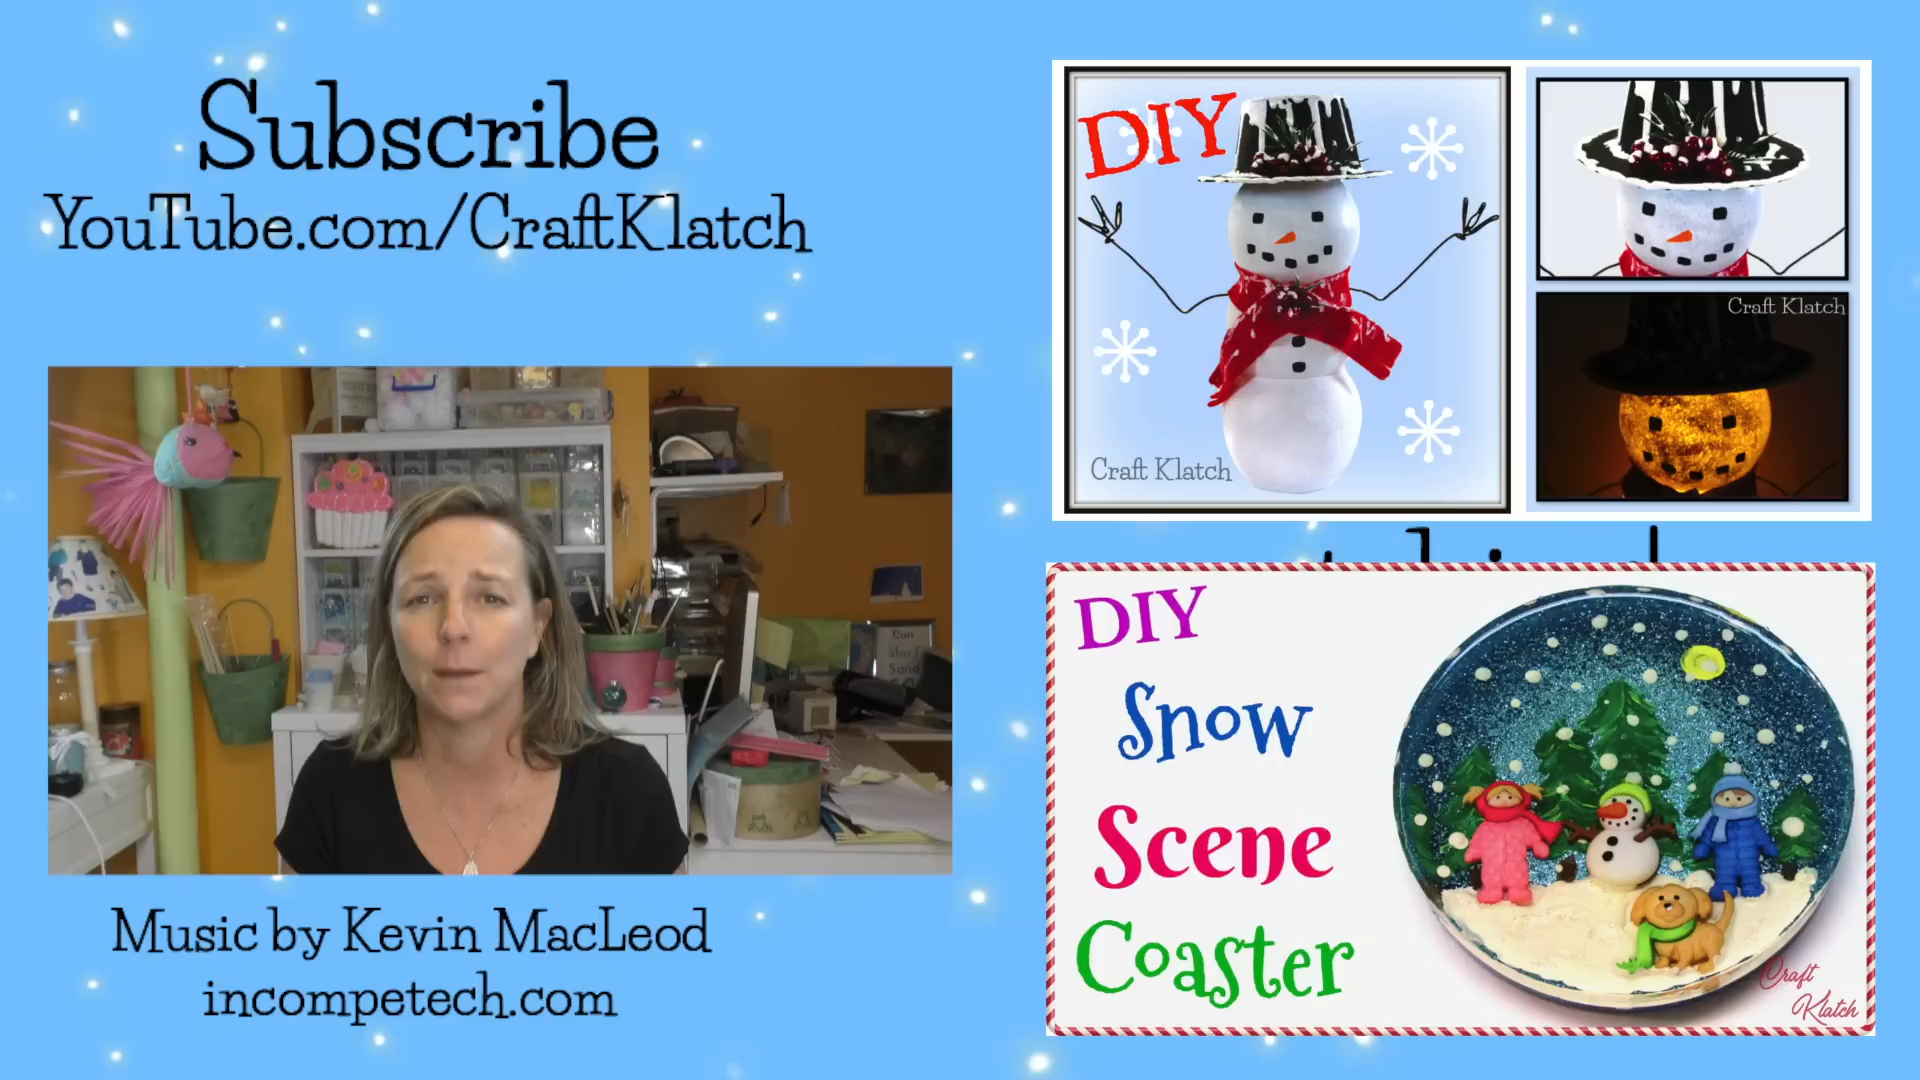 Subscribe
YouTube.com/CraftKlatch
Music by Kevin MacLeod
incompetech.com
DIY
Craft Klatch
Craft Klatch
DIY
Snow
Scene
Coaster
Craft
Klatch